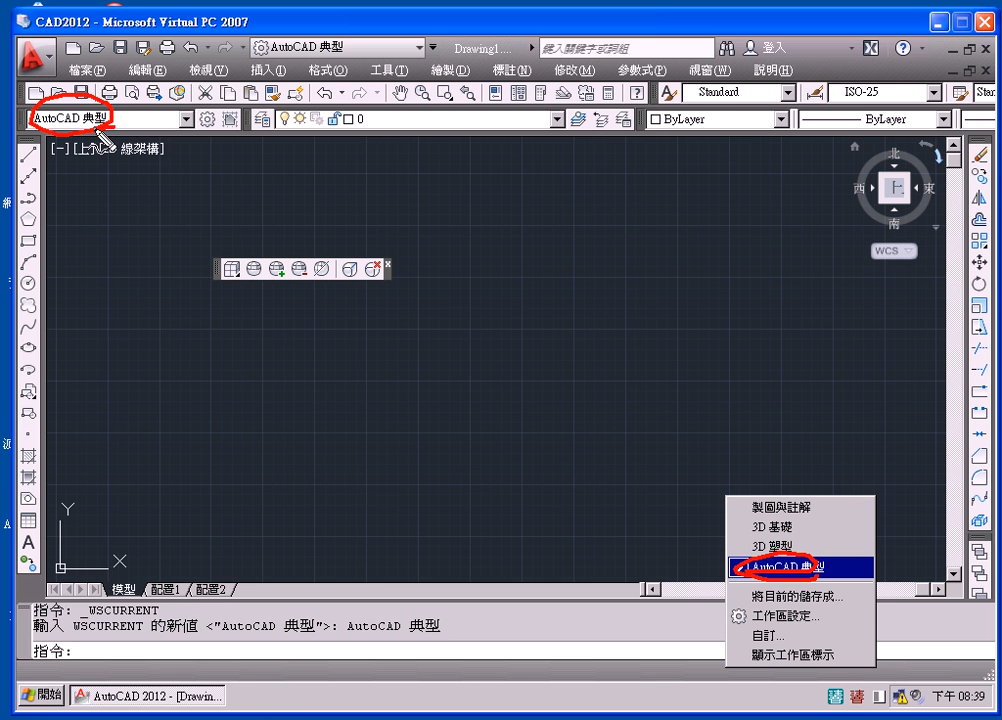 CAD2012 - Microsoft Virtual PC 2007
AutoCAD 典型
Drawing1....
鍵入關鍵字或詞組
登入
檔案(F) 編輯(E) 檢視(V) 插入(I) 格式(O) 工具(T) 繪製(D) 標註(N) 修改(M) 參數式(P) 視窗(W) 說明(H)
Standard ISO-25 Stan
AutoCAD 典型 0 ByLayer ByLayer
線架構]
北
西 上 東
南
WCS
Y
X
模型 配置1 配置2
製圖與註解
3D 基礎
3D 塑型
AutoCAD 典型
將目前的儲存成...
工作區設定...
自訂...
顯示工作區標示
指令: _WSCURRENT
輸入 WSCURRENT 的新值 <"AutoCAD 典型">: AutoCAD 典型
指令:
開始 AutoCAD 2012 - [Drawin... 下午 08:39